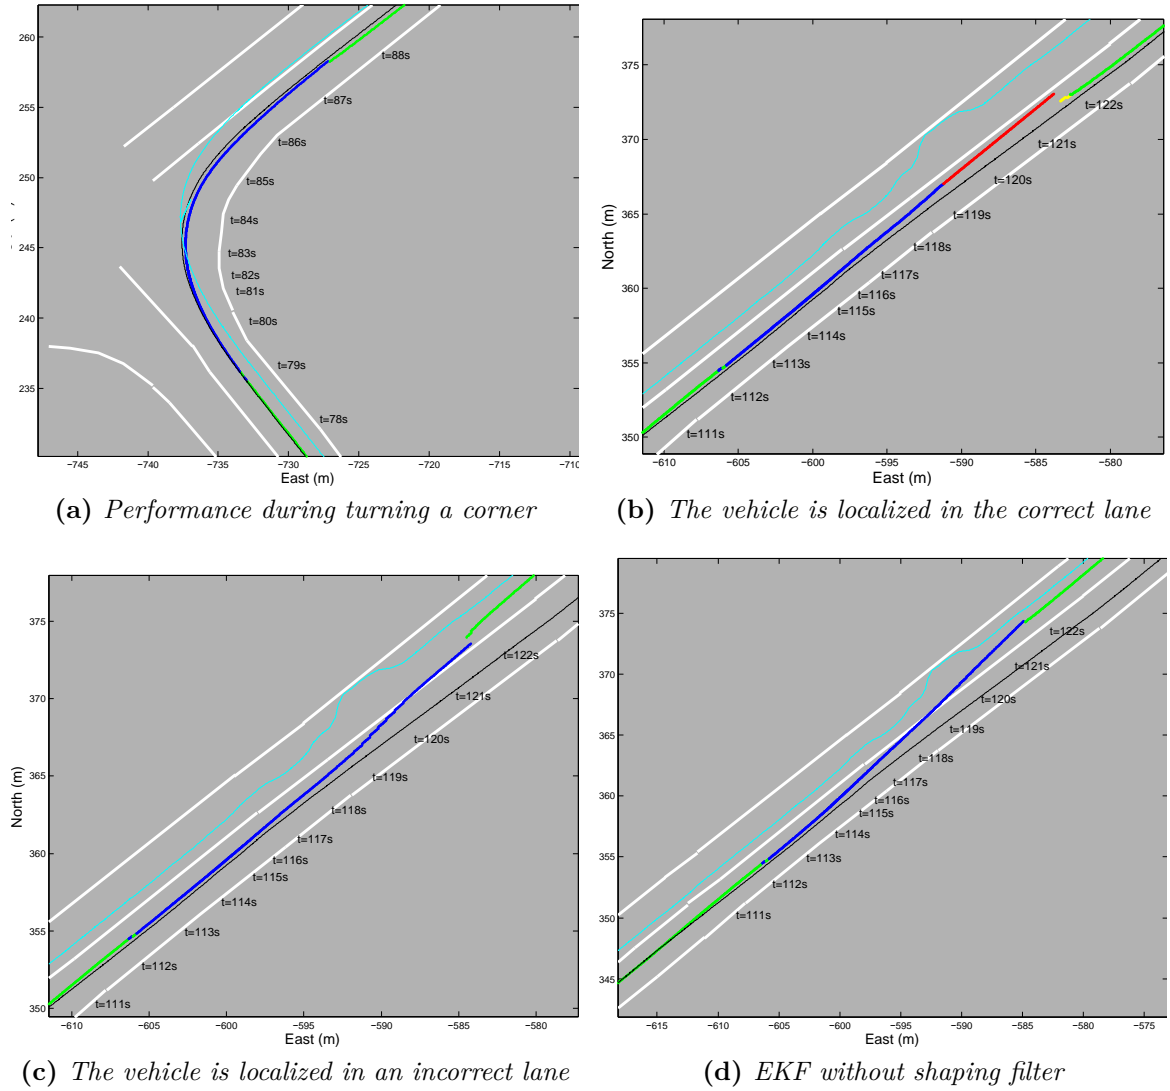 260
255
250
245
240
235
t=88s
t=87s
t=86s
t=85s
t=84s
t=83s
t=82s
t=81s
t=80s
t=79s
t=78s
−745
−740
−735
−730
−725
−720
−715
−710
East (m)
(a) Performance during turning a corner
North (m)
375
370
365
360
355
350
t=122s
t=121s
t=120s
t=119s
t=118s
t=117s
t=116s
t=115s
t=114s
t=113s
t=112s
t=111s
−610
−605
−600
−595
−590
−585
−580
East (m)
(b) The vehicle is localized in the correct lane
North (m)
375
370
365
360
355
350
t=122s
t=121s
t=120s
t=119s
t=118s
t=117s
t=116s
t=115s
t=114s
t=113s
t=112s
t=111s
−610
−605
−600
−595
−590
−585
−580
East (m)
(c) The vehicle is localized in an incorrect lane
375
370
365
360
355
350
345
t=122s
t=121s
t=120s
t=119s
t=118s
t=117s
t=116s
t=115s
t=114s
t=113s
t=112s
t=111s
−615
−610
−605
−600
−595
−590
−585
−580
−575
East (m)
(d) EKF without shaping filter